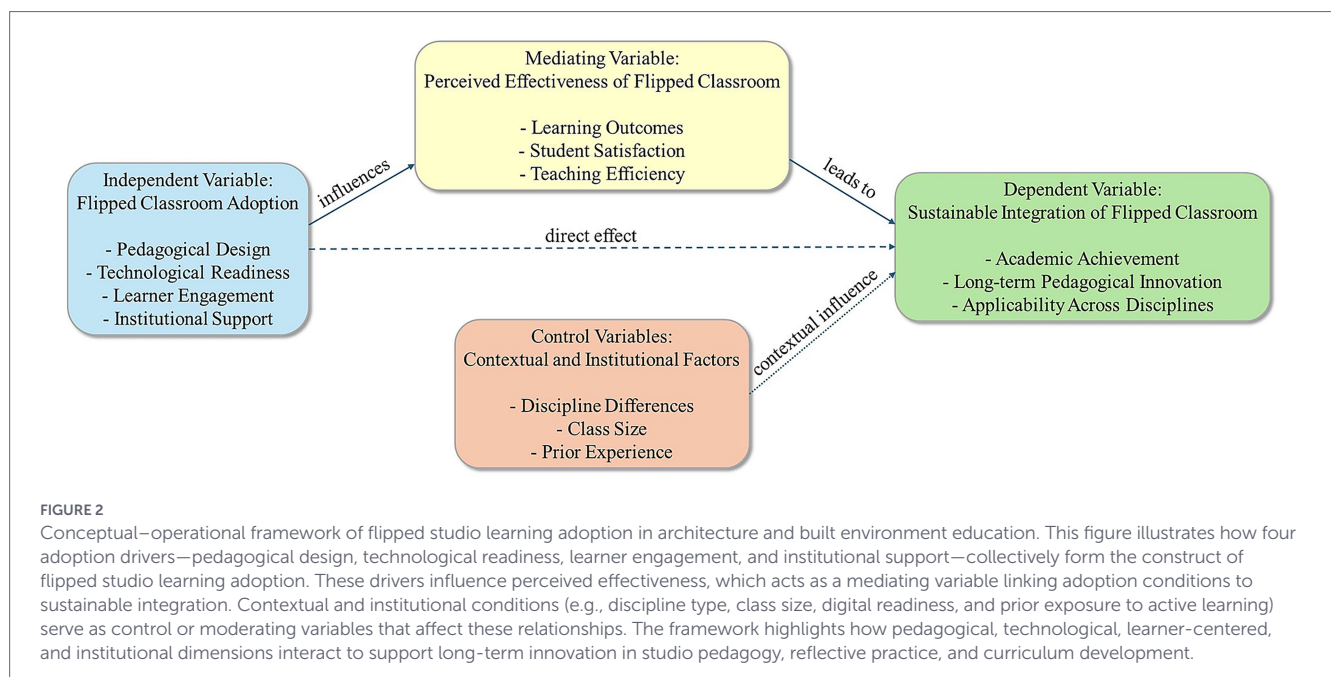 Mediating Variable:
Perceived Effectiveness of Flipped Classroom
- Learning Outcomes
- Student Satisfaction
- Teaching Efficiency
influences
leads to
Independent Variable:
Flipped Classroom Adoption
- Pedagogical Design
- Technological Readiness
- Learner Engagement
- Institutional Support
direct effect
Dependent Variable:
Sustainable Integration of Flipped Classroom
- Academic Achievement
- Long-term Pedagogical Innovation
- Applicability Across Disciplines
Control Variables:
Contextual and Institutional Factors
- Discipline Differences
- Class Size
- Prior Experience
contextual influence
FIGURE 2
Conceptual–operational framework of flipped studio learning adoption in architecture and built environment education. This figure illustrates how four
adoption drivers—pedagogical design, technological readiness, learner engagement, and institutional support—collectively form the construct of
flipped studio learning adoption. These drivers influence perceived effectiveness, which acts as a mediating variable linking adoption conditions to
sustainable integration. Contextual and institutional conditions (e.g., discipline type, class size, digital readiness, and prior exposure to active learning)
serve as control or moderating variables that affect these relationships. The framework highlights how pedagogical, technological, learner-centered,
and institutional dimensions interact to support long-term innovation in studio pedagogy, reflective practice, and curriculum development.